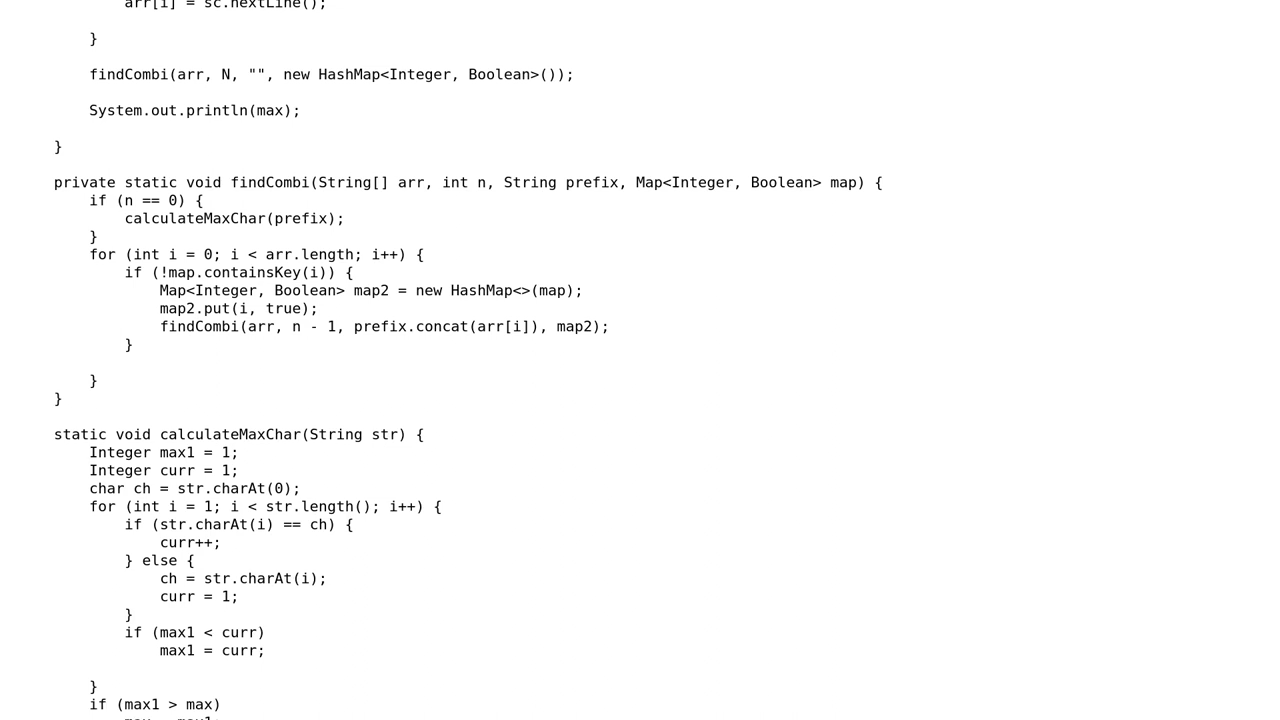 arr[i] = sc.nextLine();
}
findCombi(arr, N, "", new HashMap<Integer, Boolean>());
System.out.println(max);
}
private static void findCombi(String[] arr, int n, String prefix, Map<Integer, Boolean> map) {
if (n == 0) {
calculateMaxChar(prefix);
}
for (int i = 0; i < arr.length; i++) {
if (!map.containsKey(i)) {
Map<Integer, Boolean> map2 = new HashMap<>(map);
map2.put(i, true);
findCombi(arr, n - 1, prefix.concat(arr[i]), map2);
}
}
}
static void calculateMaxChar(String str) {
Integer max1 = 1;
Integer curr = 1;
char ch = str.charAt(0);
for (int i = 1; i < str.length(); i++) {
if (str.charAt(i) == ch) {
curr++;
} else {
ch = str.charAt(i);
curr = 1;
}
if (max1 < curr)
max1 = curr;
}
if (max1 > max)